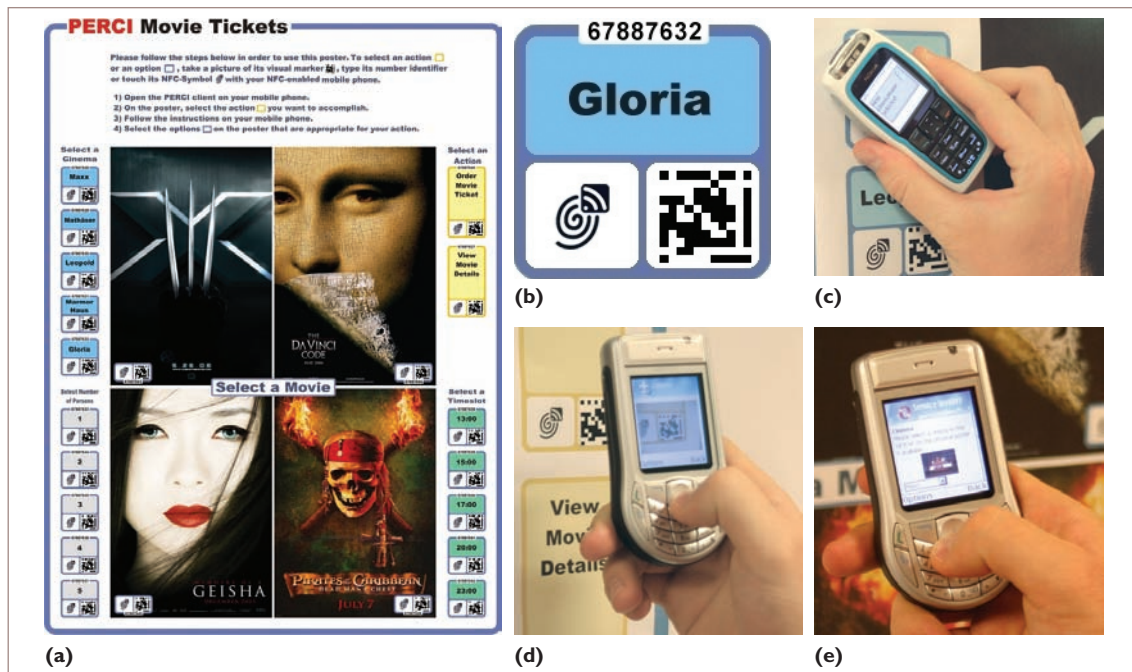 PERCI Movie Tickets
Please follow the steps below in order to use this poster. To select an action
or an option , take a picture of its visual marker , type its number identifier
or touch its NFC-Symbol with your NFC-enabled mobile phone.
1) Open the PERCI client on your mobile phone.
2) On the poster, select the action you want to accomplish.
3) Follow the instructions on your mobile phone.
4) Select the options on the poster that are appropriate for your action.
Select a
Cinema
Maxx
Mathäser
Leopold
Marmor
Haus
Gloria
Select an
Action
Order
Movie
Ticket
View
Movie
Details
THE
DA VINCI
CODE
Select a Movie
Select Number
of Persons
1
2
3
4
5
Select a
Timeslot
13:00
15:00
17:00
20:00
23:00
GEISHA
PIRATES of the CARIBBEAN
DEAD MAN'S CHEST
JULY 7
(a)
67887632
Gloria
(b)
Leo
(c)
View
Movie
Details
(d)
Options
Back
(e)